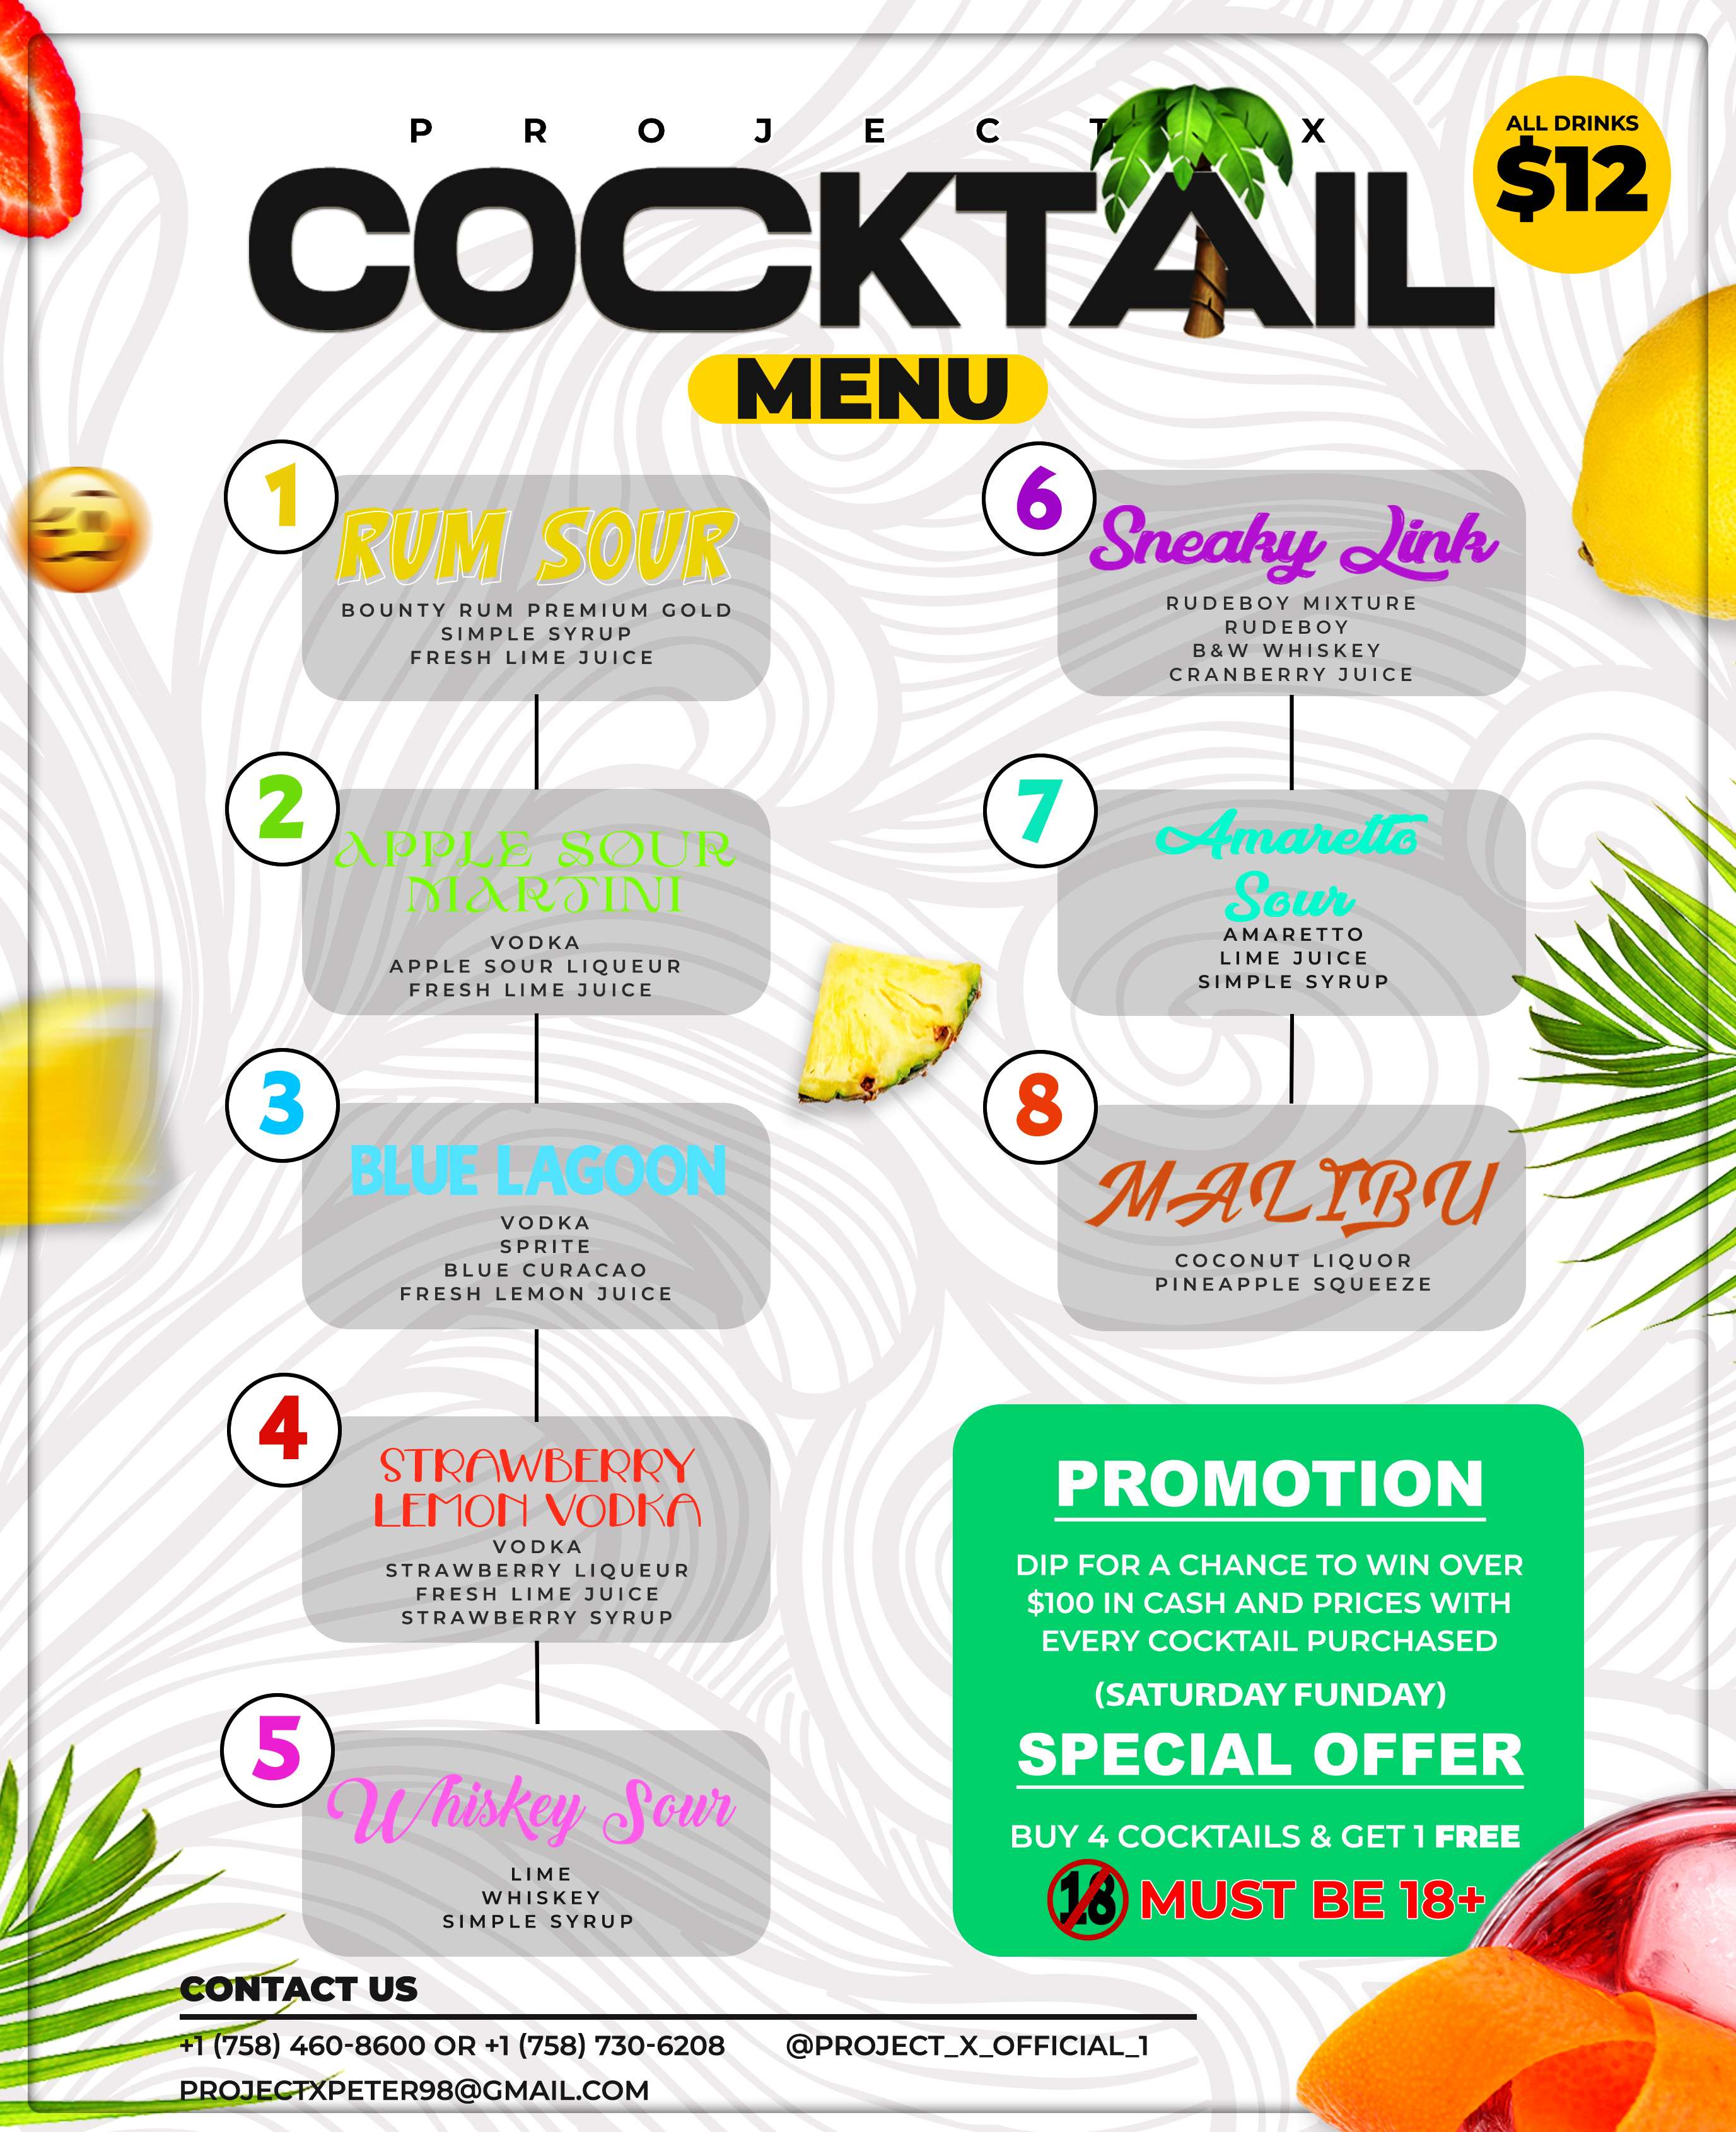 PROJECT X
COCKTAIL
MENU
ALL DRINKS
$12
1
RUM SOUR
BOUNTY RUM PREMIUM GOLD
SIMPLE SYRUP
FRESH LIME JUICE
2
APPLE SOUR
MARTINI
VODKA
APPLE SOUR LIQUEUR
FRESH LIME JUICE
3
BLUE LAGOON
VODKA
SPRITE
BLUE CURACAO
FRESH LEMON JUICE
4
STRAWBERRY
LEMON VODKA
VODKA
STRAWBERRY LIQUEUR
FRESH LIME JUICE
STRAWBERRY SYRUP
5
Whiskey Sour
LIME
WHISKEY
SIMPLE SYRUP
6
Sneaky Link
RUDEBOY MIXTURE
RUDEBOY
B&W WHISKEY
CRANBERRY JUICE
7
Amaretto
Sour
AMARETTO
LIME JUICE
SIMPLE SYRUP
8
MALIBU
COCONUT LIQUOR
PINEAPPLE SQUEEZE
PROMOTION
DIP FOR A CHANCE TO WIN OVER
$100 IN CASH AND PRICES WITH
EVERY COCKTAIL PURCHASED
(SATURDAY FUNDAY)
SPECIAL OFFER
BUY 4 COCKTAILS & GET 1 FREE
18 MUST BE 18+
CONTACT US
+1 (758) 460-8600 OR +1 (758) 730-6208 @PROJECT_X_OFFICIAL_1
PROJECTXPETER98@GMAIL.COM